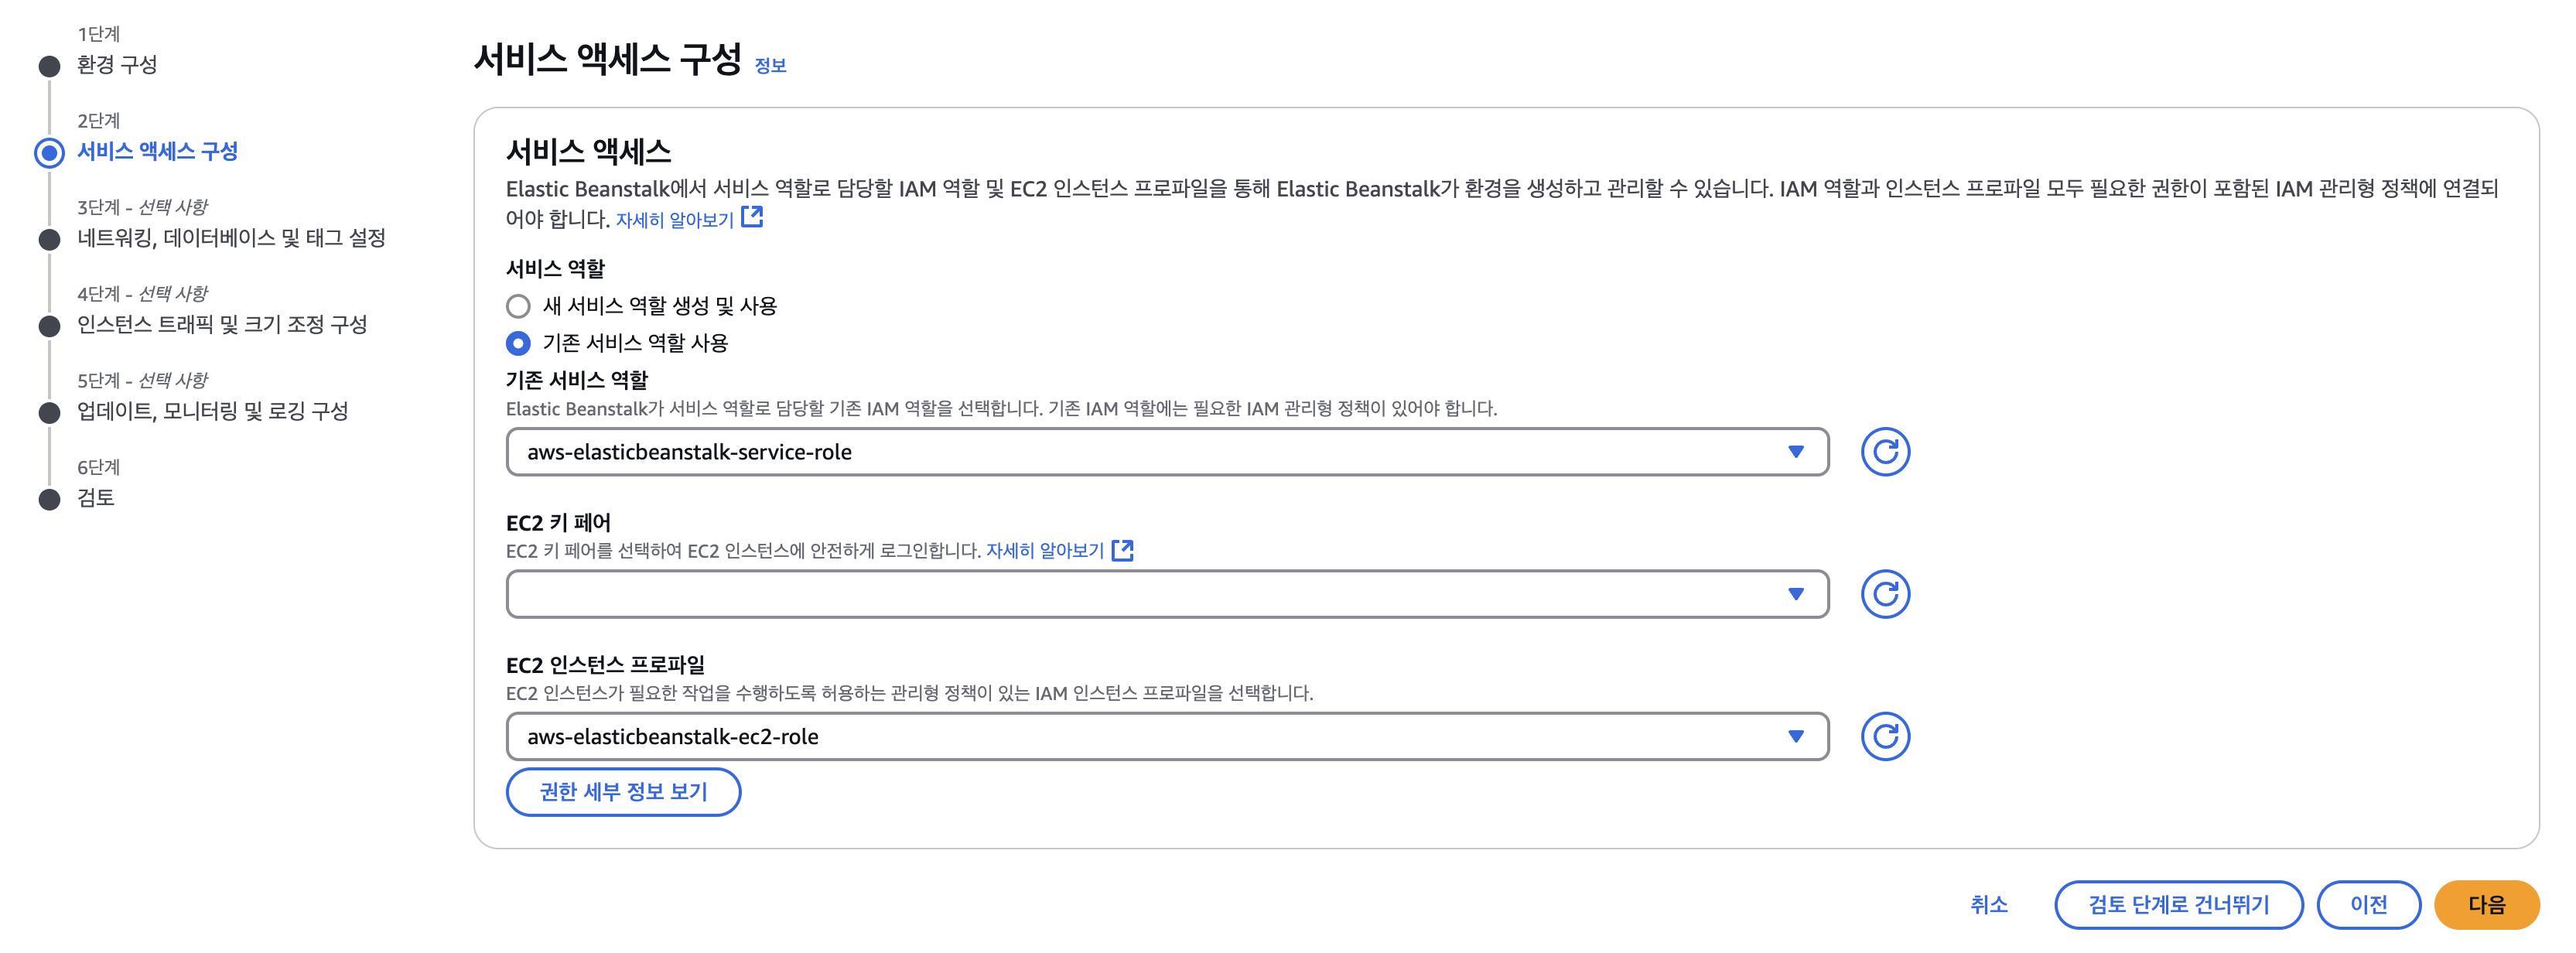 1단계
환경 구성
2단계
서비스 액세스 구성
3단계 - 선택 사항
네트워킹, 데이터베이스 및 태그 설정
4단계 - 선택 사항
인스턴스 트래픽 및 크기 조정 구성
5단계 - 선택 사항
업데이트, 모니터링 및 로깅 구성
6단계
검토
서비스 액세스 구성 정보
서비스 액세스
Elastic Beanstalk에서 서비스 역할로 담당할 IAM 역할 및 EC2 인스턴스 프로파일을 통해 Elastic Beanstalk가 환경을 생성하고 관리할 수 있습니다. IAM 역할과 인스턴스 프로파일 모두 필요한 권한이 포함된 IAM 관리형 정책에 연결되
어야 합니다. 자세히 알아보기
서비스 역할
새 서비스 역할 생성 및 사용
기존 서비스 역할 사용
기존 서비스 역할
Elastic Beanstalk가 서비스 역할로 담당할 기존 IAM 역할을 선택합니다. 기존 IAM 역할에는 필요한 IAM 관리형 정책이 있어야 합니다.
aws-elasticbeanstalk-service-role
EC2 키 페어
EC2 키 페어를 선택하여 EC2 인스턴스에 안전하게 로그인합니다. 자세히 알아보기
EC2 인스턴스 프로파일
EC2 인스턴스가 필요한 작업을 수행하도록 허용하는 관리형 정책이 있는 IAM 인스턴스 프로파일을 선택합니다.
aws-elasticbeanstalk-ec2-role
권한 세부 정보 보기
취소 검토 단계로 건너뛰기 이전 다음